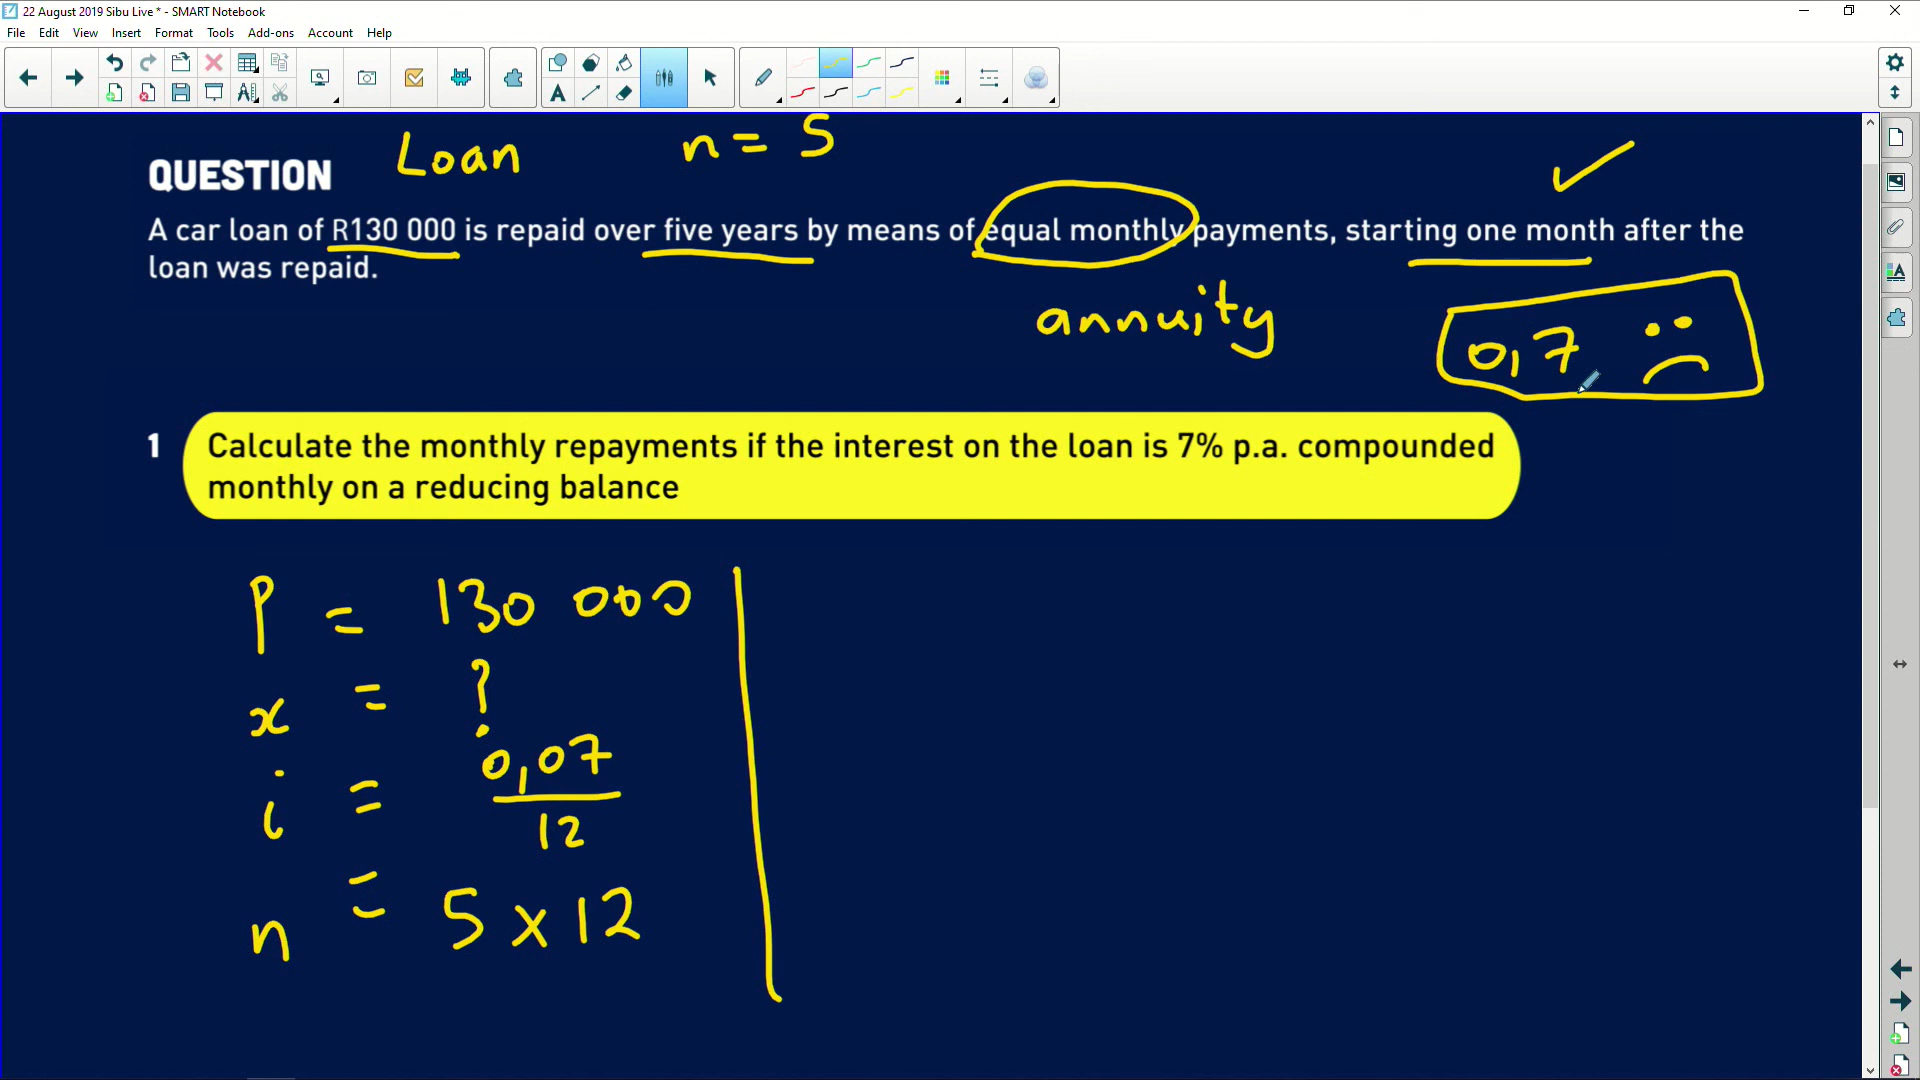 22 August 2019 Sibu Live * - SMART Notebook
File Edit View Insert Format Tools Add-ons Account Help
Loan n = 5
QUESTION
A car loan of R130 000 is repaid over five years by means of equal monthly payments, starting one month after the
loan was repaid.
annuity
0,7
1 Calculate the monthly repayments if the interest on the loan is 7% p.a. compounded
monthly on a reducing balance
P = 130 000
x = ?
i = 0,07
12
n = 5 x 12